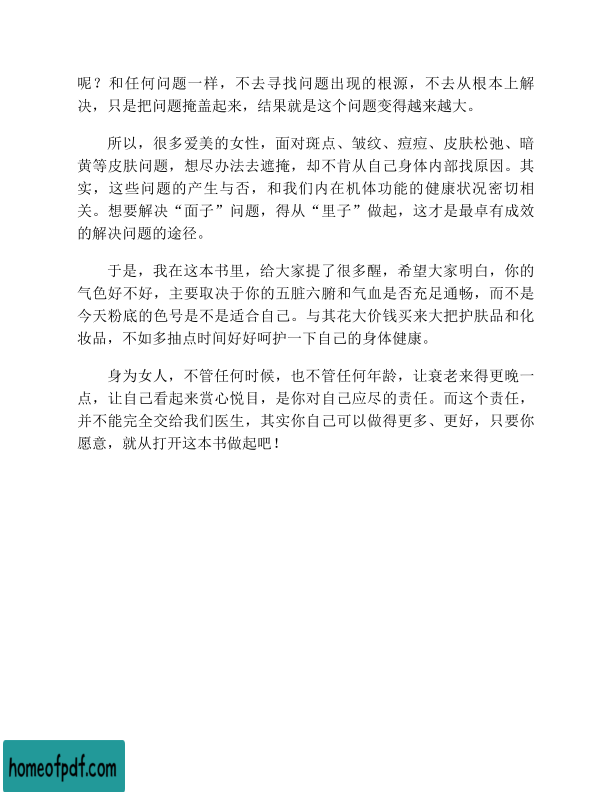 呢？和任何问题一样，不去寻找问题出现的根源，不去从根本上解
决，只是把问题掩盖起来，结果就是这个问题变得越来越大。
所以，很多爱美的女性，面对斑点、皱纹、痘痘、皮肤松弛、暗
黄等皮肤问题，想尽办法去遮掩，却不肯从自己身体内部找原因。其
实，这些问题的产生与否，和我们内在机体功能的健康状况密切相
关。想要解决“面子”问题，得从“里子”做起，这才是最卓有成效
的解决问题的途径。
于是，我在这本书里，给大家提了很多醒，希望大家明白，你的
气色好不好，主要取决于你的五脏六腑和气血是否充足通畅，而不是
今天粉底的色号是不是适合自己。与其花大价钱买来大把护肤品和化
妆品，不如多抽点时间好好呵护一下自己的身体健康。
身为女人，不管任何时候，也不管任何年龄，让衰老来得更晚一
点，让自己看起来赏心悦目，是你对自己应尽的责任。而这个责任，
并不能完全交给我们医生，其实你自己可以做得更多、更好，只要你
愿意，就从打开这本书做起吧！
homeofpdf.com